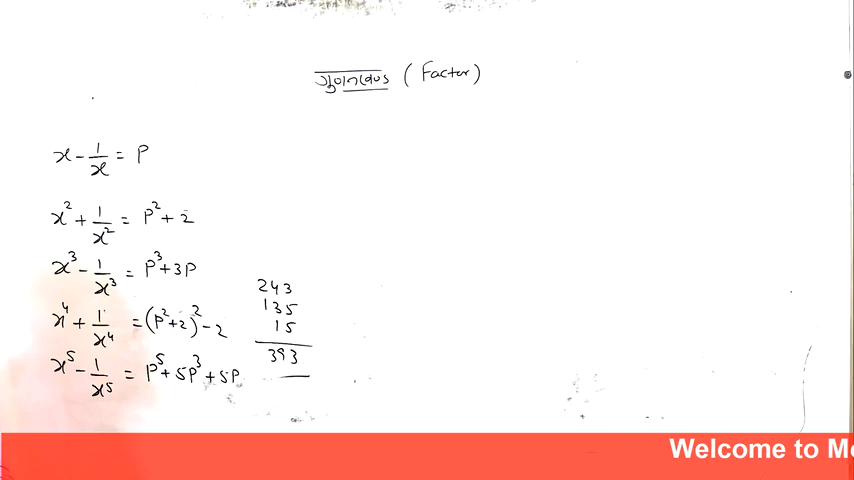 (Factor)
x - 1/x = P
x² + 1/x² = P² + 2
x³ - 1/x³ = P³ + 3P
x⁴ + 1/x⁴ = (P² + 2)² - 2
x⁵ - 1/x⁵ = P⁵ + 5P³ + 5P
243
135
15
393
Welcome to M